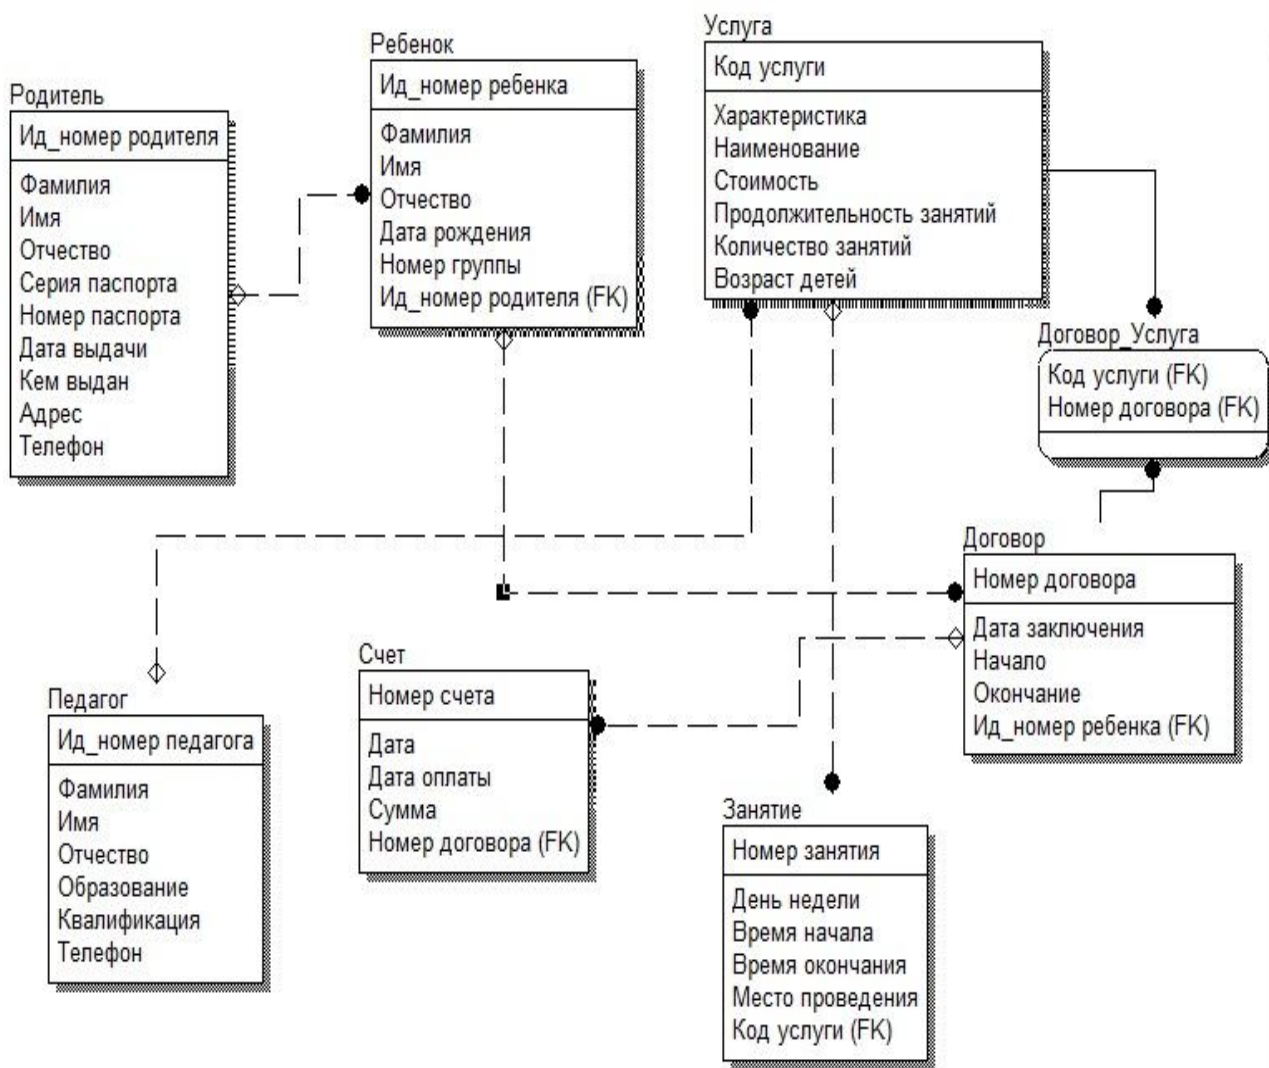 Родитель
Ид_номер родителя
Фамилия
Имя
Отчество
Серия паспорта
Номер паспорта
Дата выдачи
Кем выдан
Адрес
Телефон
Ребенок
Ид_номер ребенка
Фамилия
Имя
Отчество
Дата рождения
Номер группы
Ид_номер родителя (FK)
Услуга
Код услуги
Характеристика
Наименование
Стоимость
Продолжительность занятий
Количество занятий
Возраст детей
Договор_Услуга
Код услуги (FK)
Номер договора (FK)
Договор
Номер договора
Дата заключения
Начало
Окончание
Ид_номер ребенка (FK)
Счет
Номер счета
Дата
Дата оплаты
Сумма
Номер договора (FK)
Педагог
Ид_номер педагога
Фамилия
Имя
Отчество
Образование
Квалификация
Телефон
Занятие
Номер занятия
День недели
Время начала
Время окончания
Место проведения
Код услуги (FK)